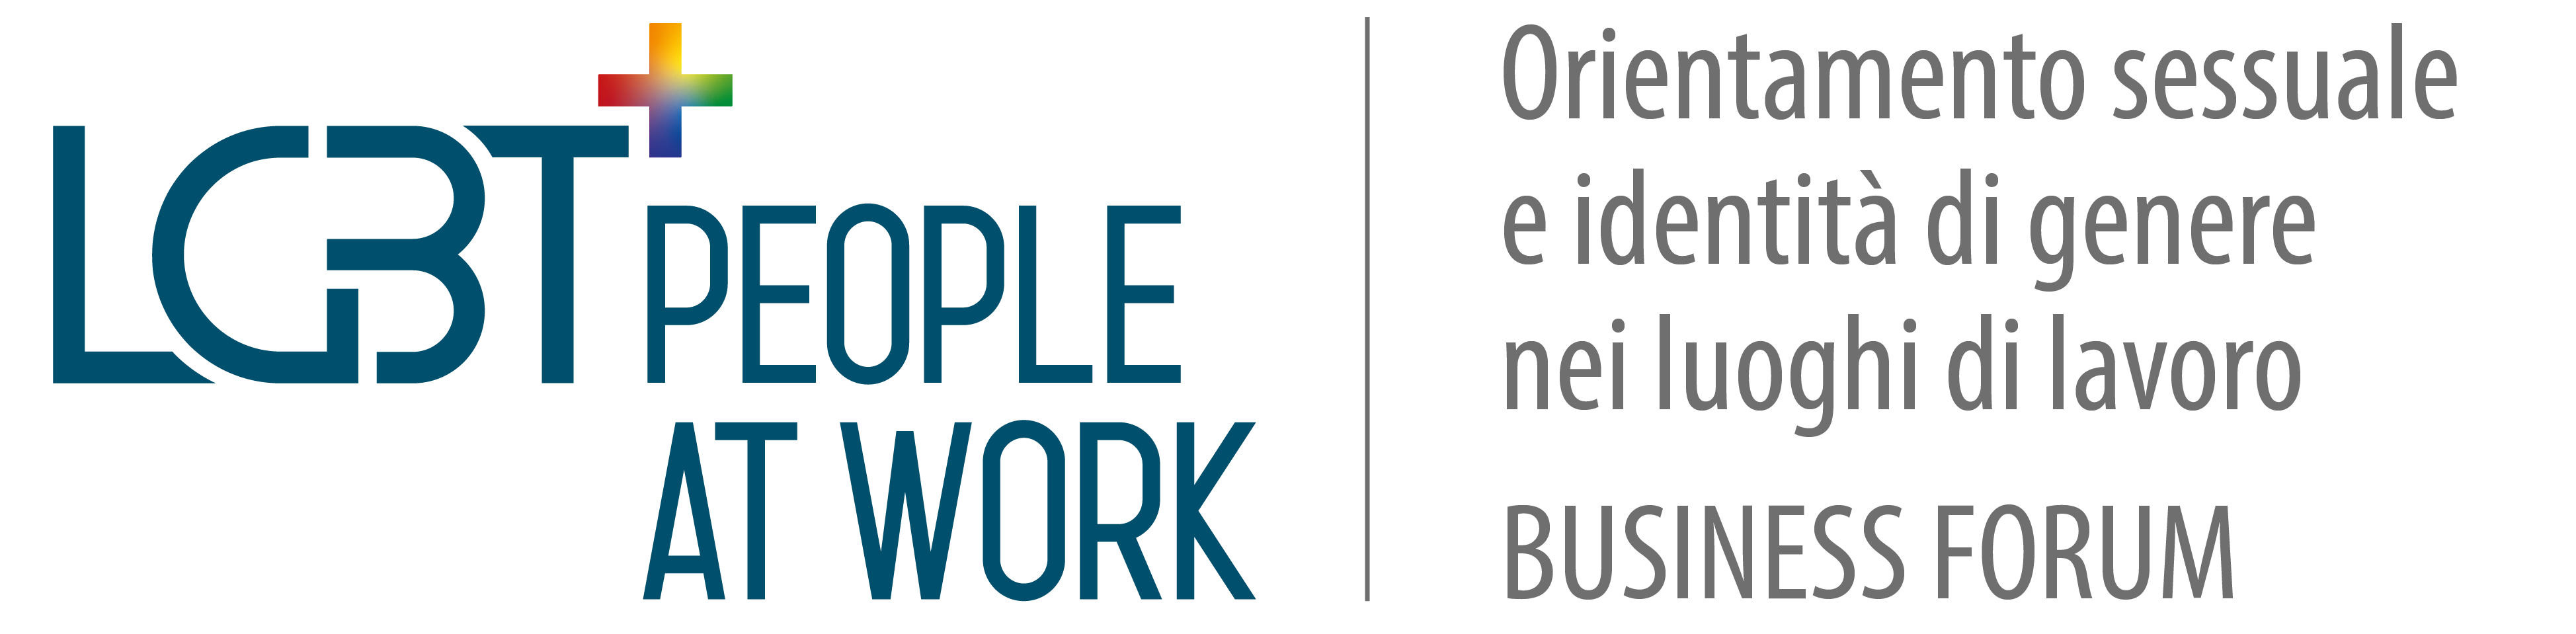 LGBT+ PEOPLE
AT WORK
Orientamento sessuale
e identità di genere
nei luoghi di lavoro
BUSINESS FORUM